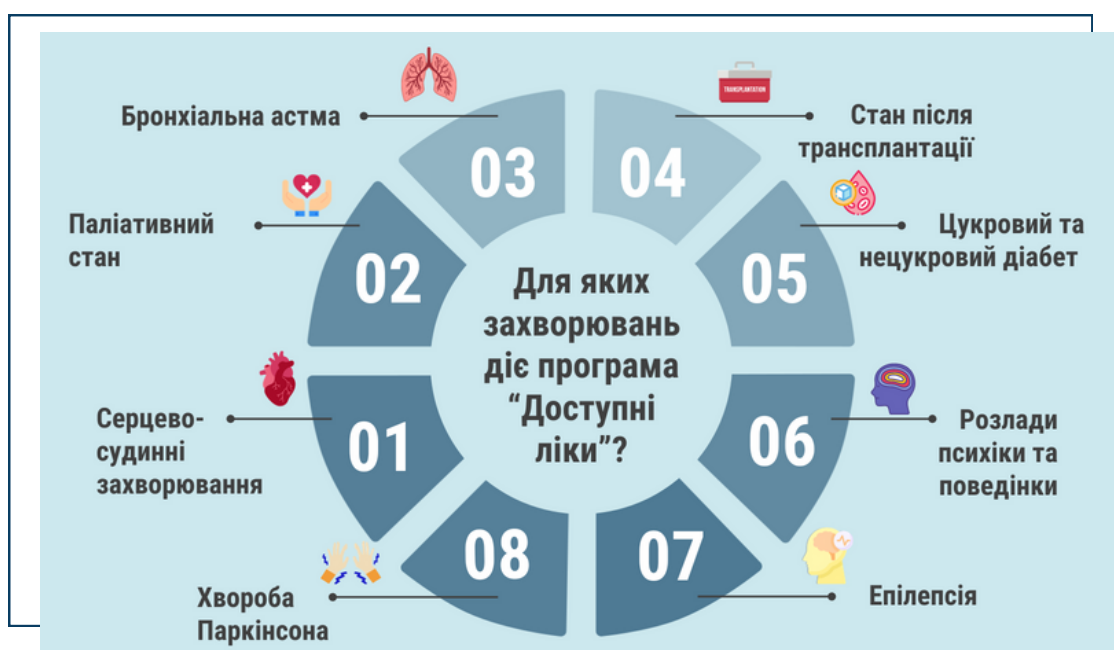 Для яких
захворювань
діє програма
“Доступні
ліки”?
01
Серцево-
судинні
захворювання
02
Паліативний
стан
03
Бронхіальна астма
04
TRANSPLANTATION
Стан після
трансплантації
05
Цукровий та
нецукровий діабет
06
Розлади
психіки та
поведінки
07
Епілепсія
08
Хвороба
Паркінсона